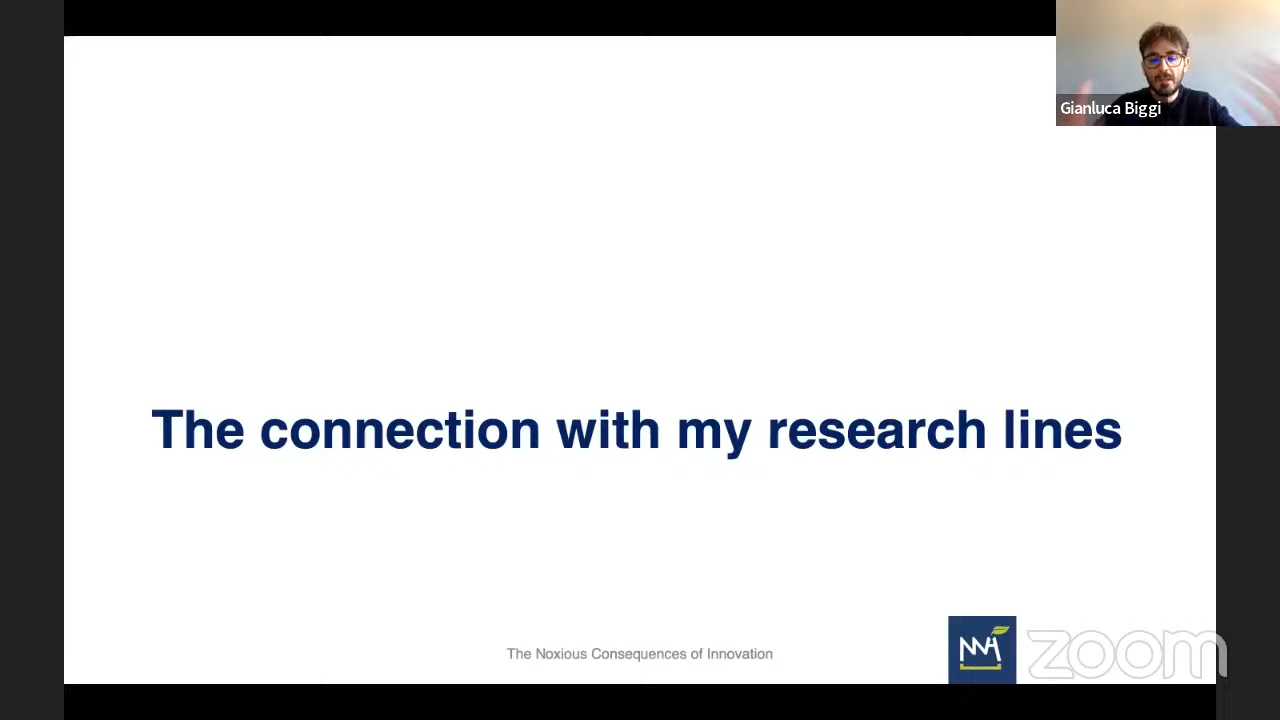 Gianluca Biggi
The connection with my research lines
The Noxious Consequences of Innovation
zoom